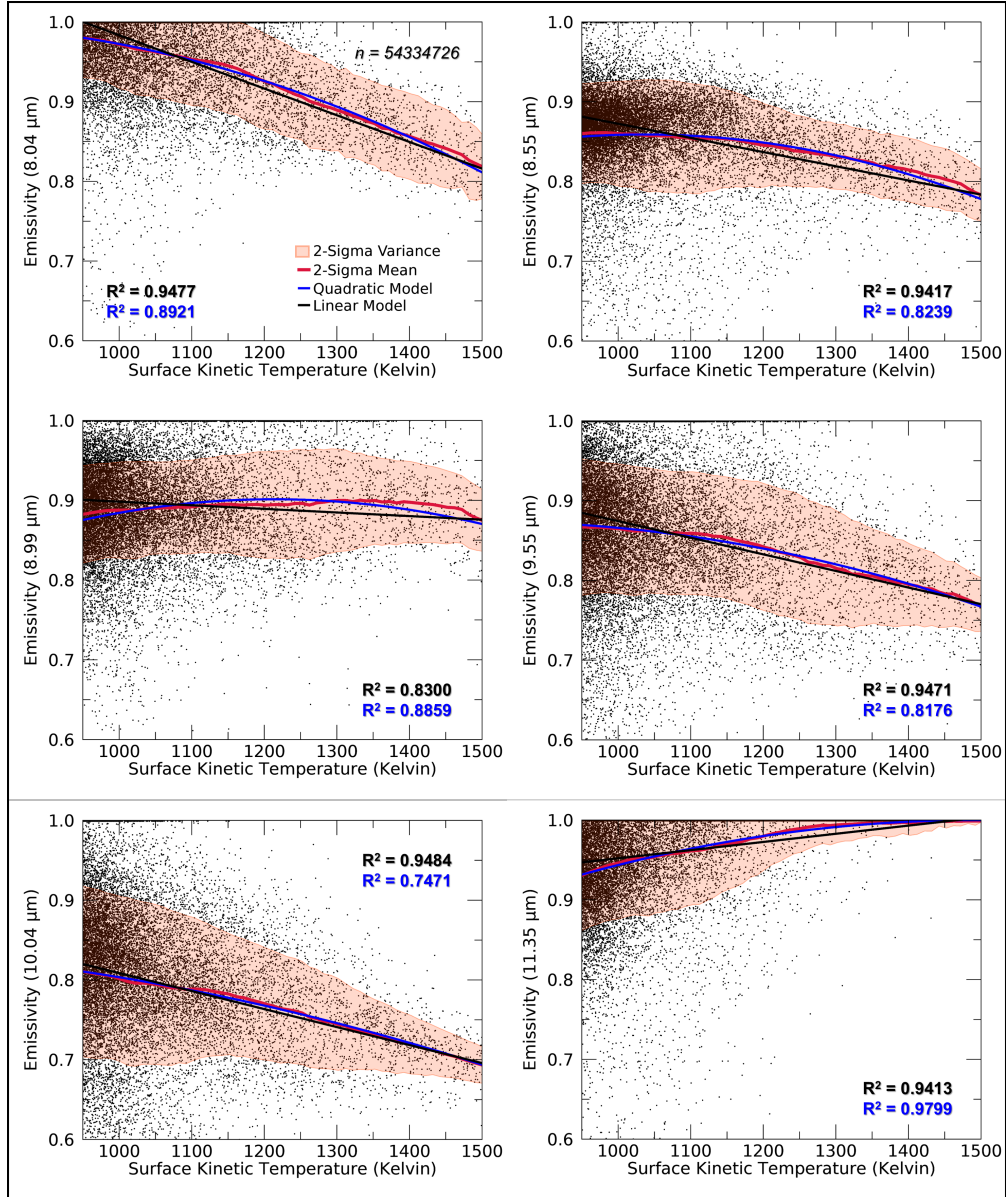 1.0
0.9
0.8
0.7
0.6
Emissivity (8.04 µm)
n = 54334726
2-Sigma Variance
2-Sigma Mean
Quadratic Model
Linear Model
R² = 0.9477
R² = 0.8921
1000 1100 1200 1300 1400 1500
Surface Kinetic Temperature (Kelvin)
1.0
0.9
0.8
0.7
0.6
Emissivity (8.55 µm)
R² = 0.9417
R² = 0.8239
1000 1100 1200 1300 1400 1500
Surface Kinetic Temperature (Kelvin)
1.0
0.9
0.8
0.7
0.6
Emissivity (8.99 µm)
R² = 0.8300
R² = 0.8859
1000 1100 1200 1300 1400 1500
Surface Kinetic Temperature (Kelvin)
1.0
0.9
0.8
0.7
0.6
Emissivity (9.55 µm)
R² = 0.9471
R² = 0.8176
1000 1100 1200 1300 1400 1500
Surface Kinetic Temperature (Kelvin)
1.0
0.9
0.8
0.7
0.6
Emissivity (10.04 µm)
R² = 0.9484
R² = 0.7471
1000 1100 1200 1300 1400 1500
Surface Kinetic Temperature (Kelvin)
1.0
0.9
0.8
0.7
0.6
Emissivity (11.35 µm)
R² = 0.9413
R² = 0.9799
1000 1100 1200 1300 1400 1500
Surface Kinetic Temperature (Kelvin)